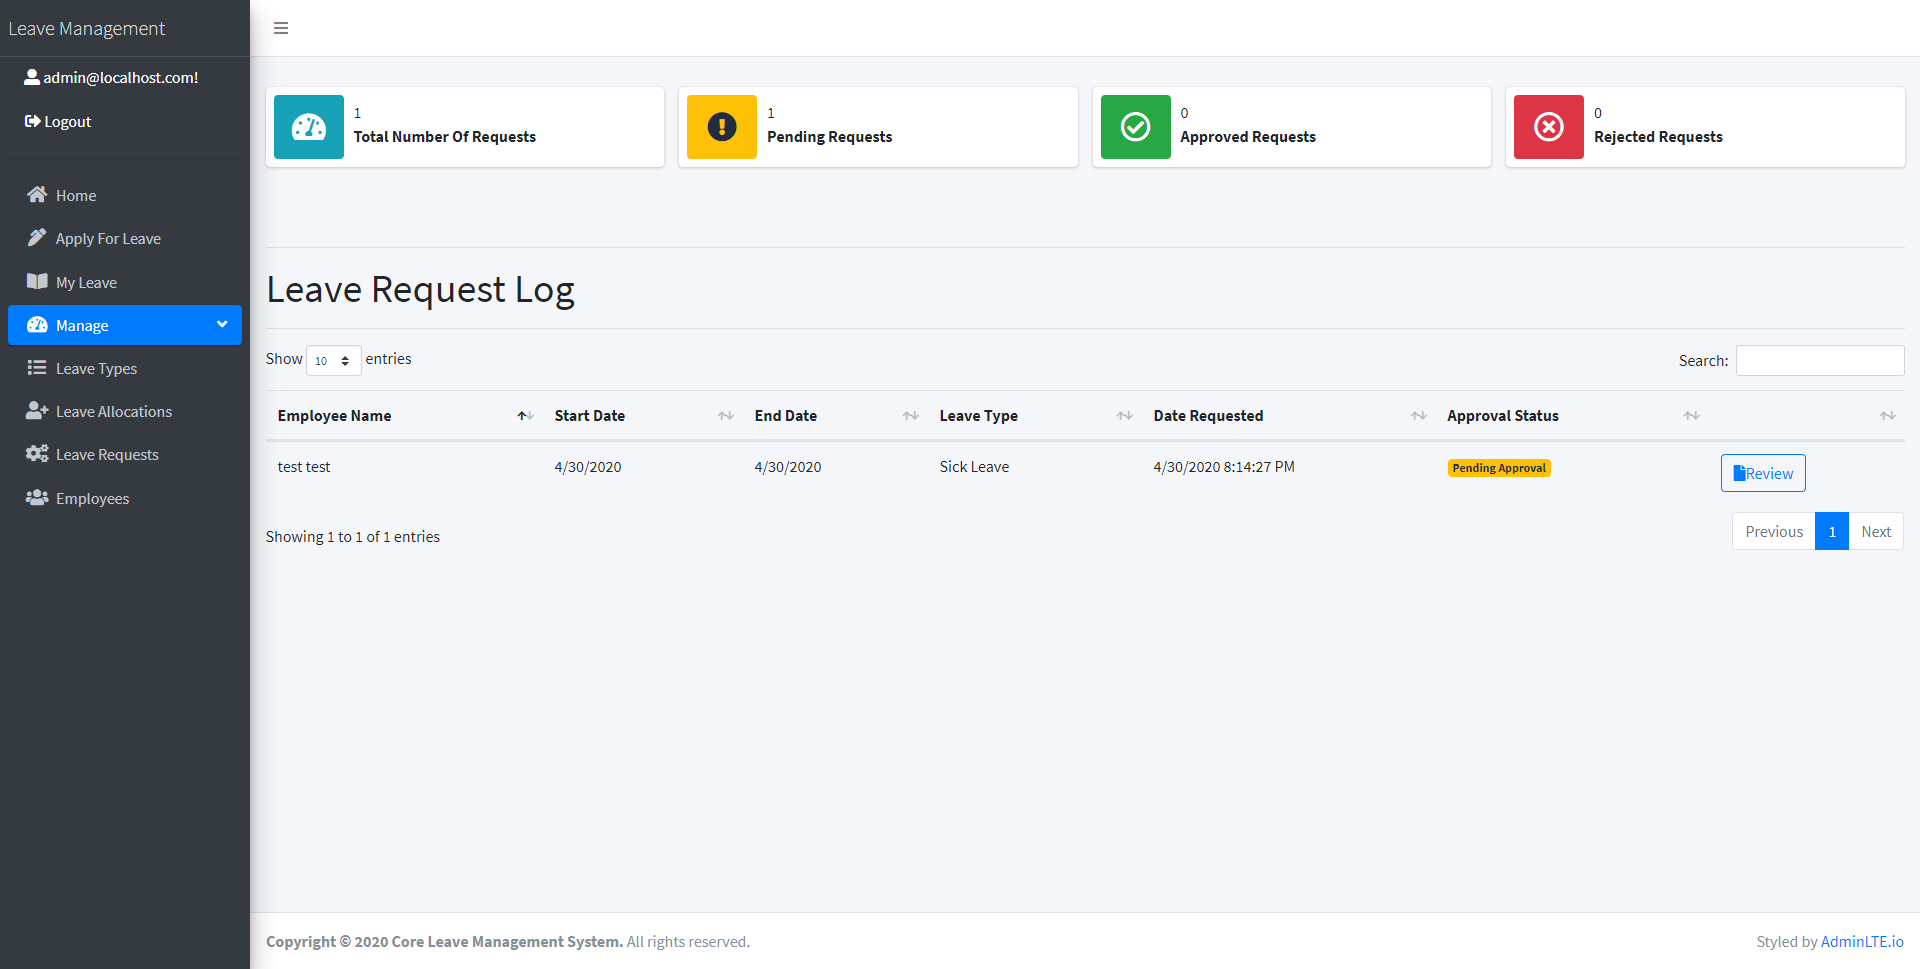 Leave Management
admin@localhost.com!
Logout
Home
Apply For Leave
My Leave
Manage
Leave Types
Leave Allocations
Leave Requests
Employees
1
Total Number Of Requests
1
Pending Requests
0
Approved Requests
0
Rejected Requests
Leave Request Log
Show 10 entries
Search:
Employee Name Start Date End Date Leave Type Date Requested Approval Status
test test 4/30/2020 4/30/2020 Sick Leave 4/30/2020 8:14:27 PM Pending Approval Review
Showing 1 to 1 of 1 entries
Previous 1 Next
Copyright © 2020 Core Leave Management System. All rights reserved.
Styled by AdminLTE.io